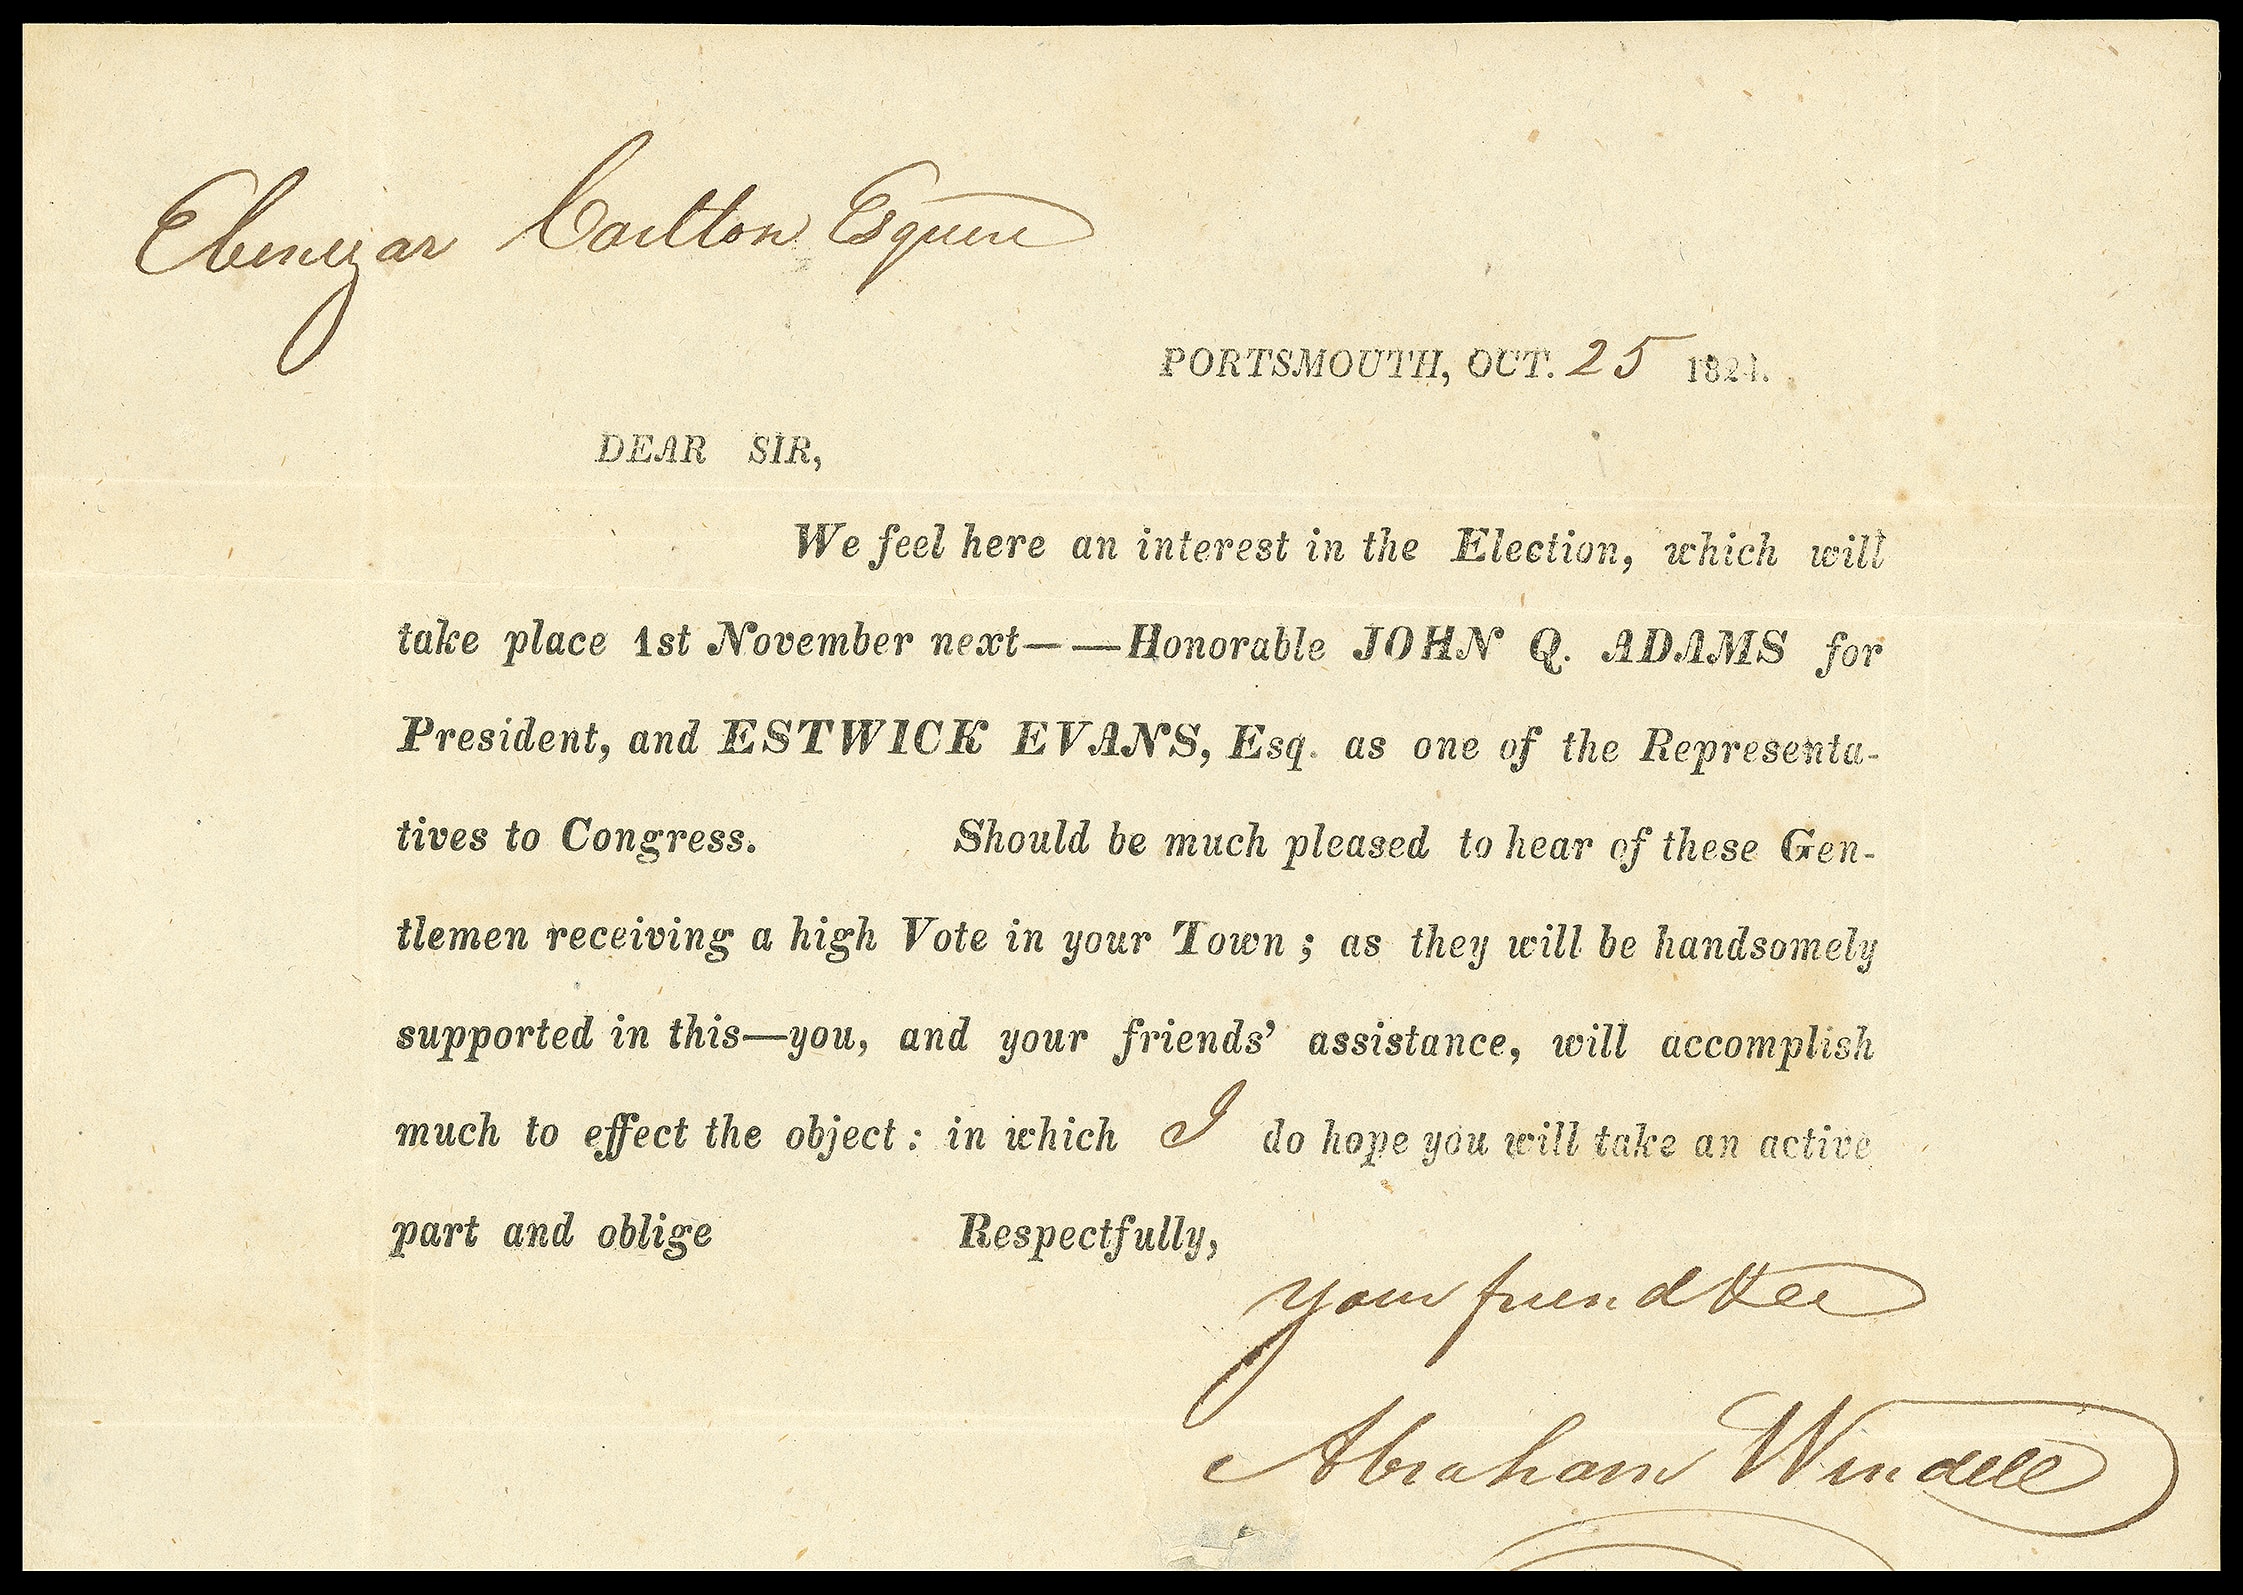 Ebenezar Carlton Esquire
PORTSMOUTH, OCT. 25 1824.
DEAR SIR,
We feel here an interest in the Election, which will
take place 1st November next— —Honorable JOHN Q. ADAMS for
President, and ESTWICK EVANS, Esq. as one of the Representa-
tives to Congress. Should be much pleased to hear of these Gen-
tlemen receiving a high Vote in your Town ; as they will be handsomely
supported in this—you, and your friends' assistance, will accomplish
much to effect the object : in which I do hope you will take an active
part and oblige Respectfully,
your friend
Abraham Wendell